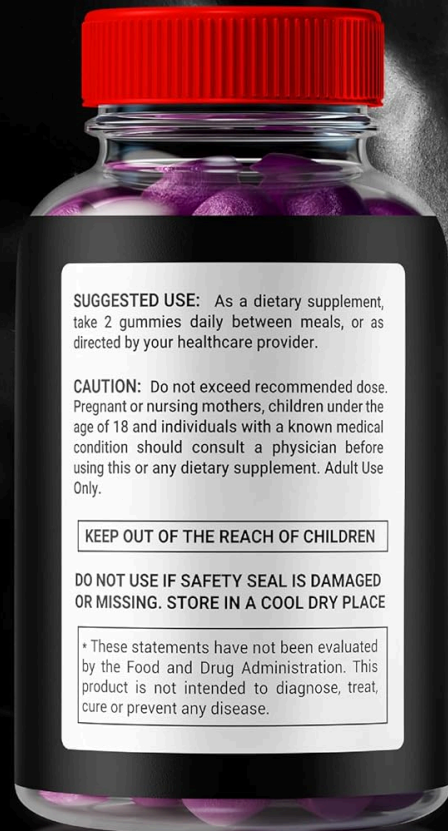 SUGGESTED USE: As a dietary supplement,
take 2 gummies daily between meals, or as
directed by your healthcare provider.
CAUTION: Do not exceed recommended dose.
Pregnant or nursing mothers, children under the
age of 18 and individuals with a known medical
condition should consult a physician before
using this or any dietary supplement. Adult Use
Only.
KEEP OUT OF THE REACH OF CHILDREN
DO NOT USE IF SAFETY SEAL IS DAMAGED
OR MISSING. STORE IN A COOL DRY PLACE
* These statements have not been evaluated
by the Food and Drug Administration. This
product is not intended to diagnose, treat,
cure or prevent any disease.